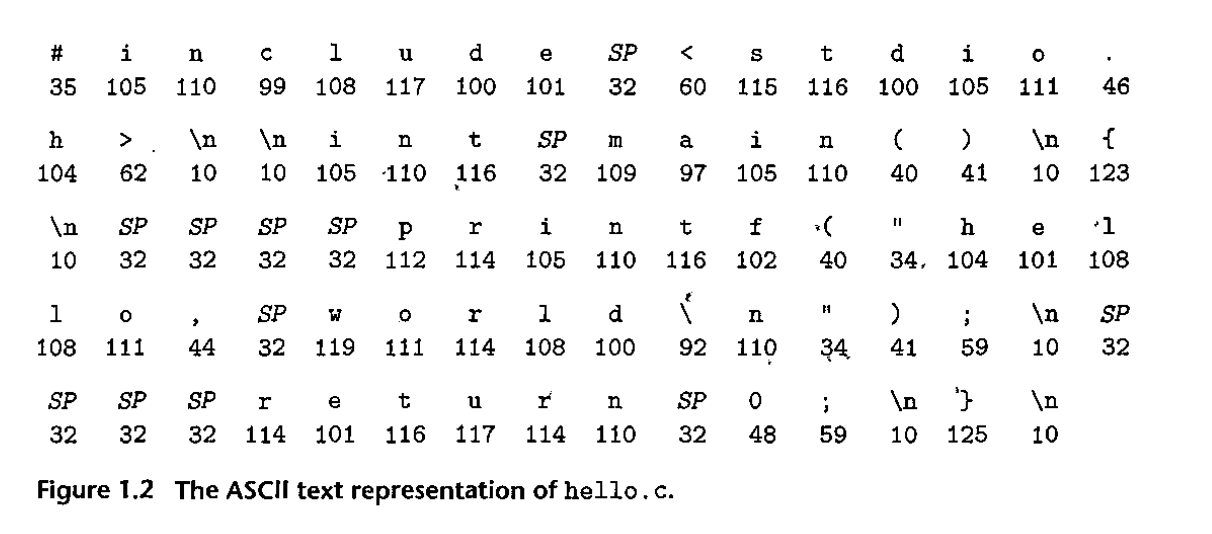 # i n c l u d e SP < s t d i o .
35 105 110 99 108 117 100 101 32 60 115 116 100 105 111 46
h > \n \n i n t SP m a i n ( ) \n {
104 62 10 10 105 110 116 32 109 97 105 110 40 41 10 123
\n SP SP SP SP p r i n t f ( " h e l
10 32 32 32 32 112 114 105 110 116 102 40 34 104 101 108
l o , SP w o r l d \ n " ) ; \n SP
108 111 44 32 119 111 114 108 100 92 110 34 41 59 10 32
SP SP SP r e t u r n SP 0 ; \n } \n
32 32 32 114 101 116 117 114 110 32 48 59 10 125 10
Figure 1.2 The ASCII text representation of hello.c.